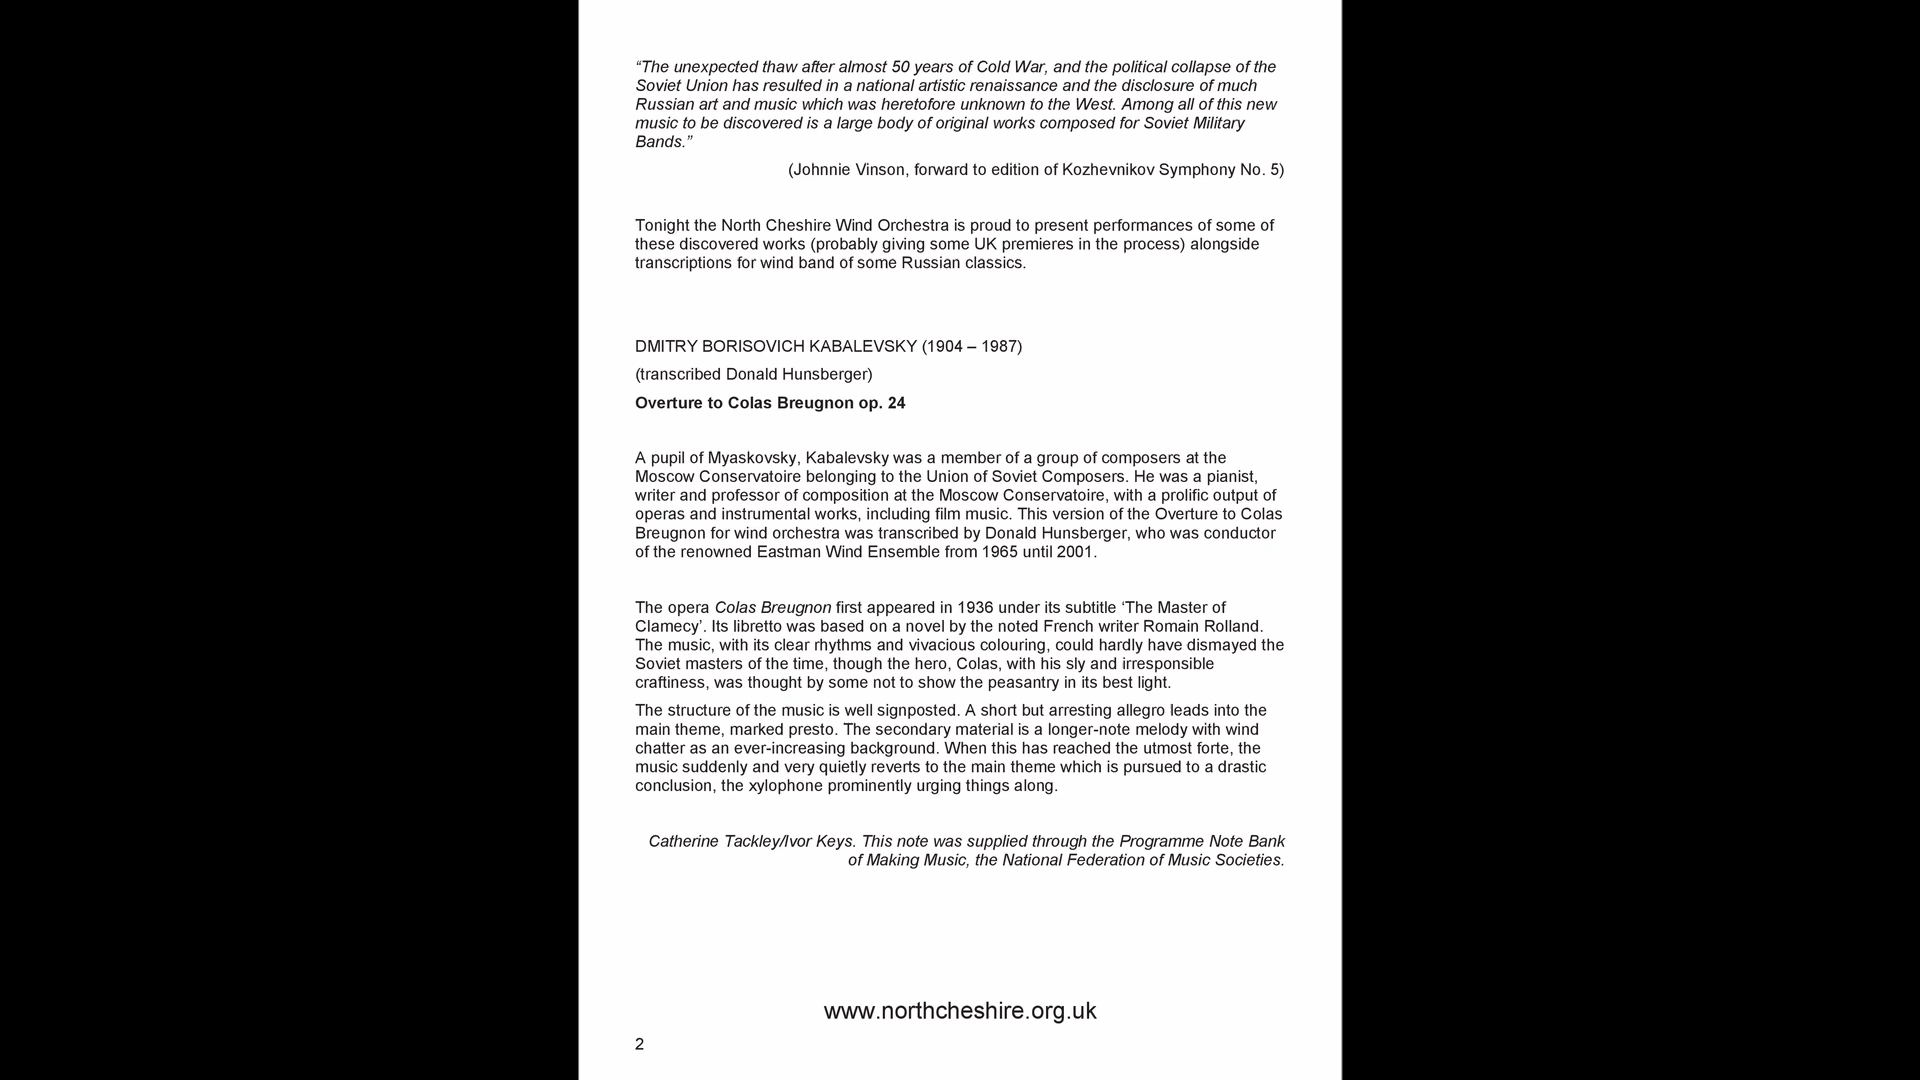 “The unexpected thaw after almost 50 years of Cold War, and the political collapse of the
Soviet Union has resulted in a national artistic renaissance and the disclosure of much
Russian art and music which was heretofore unknown to the West. Among all of this new
music to be discovered is a large body of original works composed for Soviet Military
Bands.”
(Johnnie Vinson, forward to edition of Kozhevnikov Symphony No. 5)
Tonight the North Cheshire Wind Orchestra is proud to present performances of some of
these discovered works (probably giving some UK premieres in the process) alongside
transcriptions for wind band of some Russian classics.
DMITRY BORISOVICH KABALEVSKY (1904 – 1987)
(transcribed Donald Hunsberger)
Overture to Colas Breugnon op. 24
A pupil of Myaskovsky, Kabalevsky was a member of a group of composers at the
Moscow Conservatoire belonging to the Union of Soviet Composers. He was a pianist,
writer and professor of composition at the Moscow Conservatoire, with a prolific output of
operas and instrumental works, including film music. This version of the Overture to Colas
Breugnon for wind orchestra was transcribed by Donald Hunsberger, who was conductor
of the renowned Eastman Wind Ensemble from 1965 until 2001.
The opera Colas Breugnon first appeared in 1936 under its subtitle ‘The Master of
Clamecy’. Its libretto was based on a novel by the noted French writer Romain Rolland.
The music, with its clear rhythms and vivacious colouring, could hardly have dismayed the
Soviet masters of the time, though the hero, Colas, with his sly and irresponsible
craftiness, was thought by some not to show the peasantry in its best light.
The structure of the music is well signposted. A short but arresting allegro leads into the
main theme, marked presto. The secondary material is a longer-note melody with wind
chatter as an ever-increasing background. When this has reached the utmost forte, the
music suddenly and very quietly reverts to the main theme which is pursued to a drastic
conclusion, the xylophone prominently urging things along.
Catherine Tackley/Ivor Keys. This note was supplied through the Programme Note Bank
of Making Music, the National Federation of Music Societies.
www.northcheshire.org.uk
2